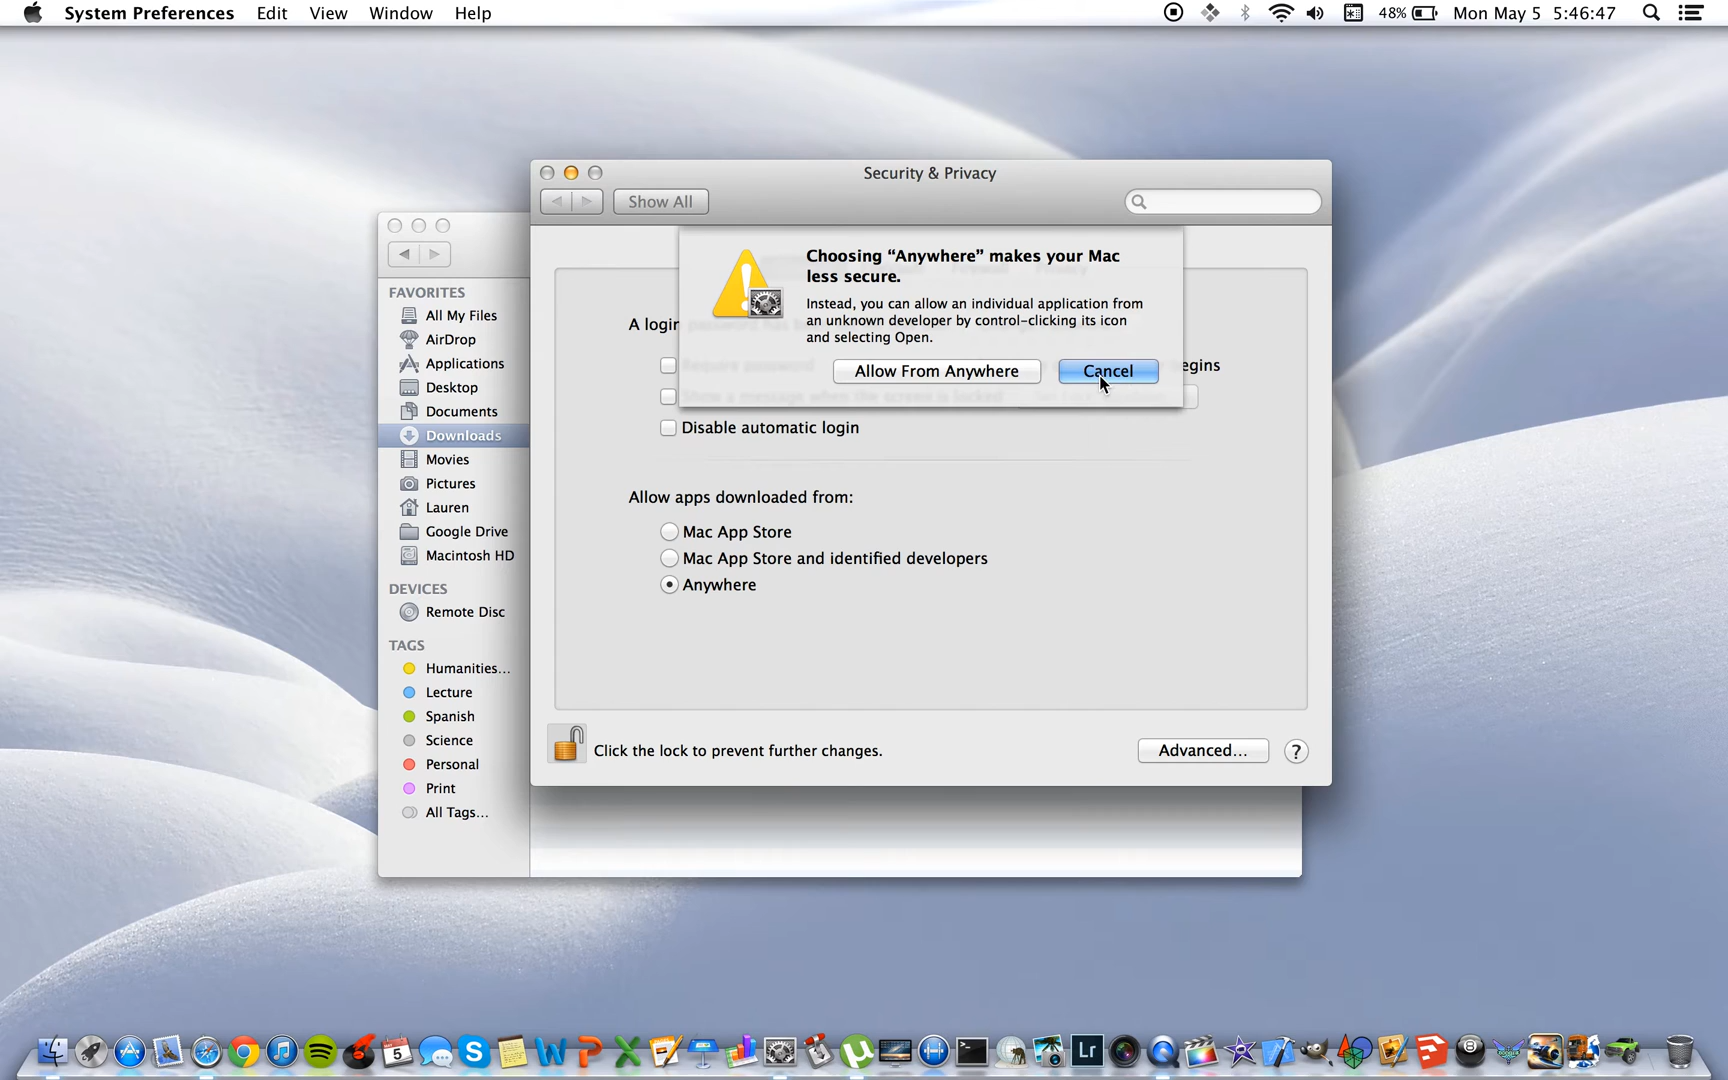 System Preferences Edit View Window Help
48% Mon May 5 5:46:47
Security & Privacy
Show All
Choosing “Anywhere” makes your Mac
less secure.
Instead, you can allow an individual application from
an unknown developer by control-clicking its icon
and selecting Open.
Allow From Anywhere Cancel
A login
egins
Disable automatic login
Allow apps downloaded from:
Mac App Store
Mac App Store and identified developers
Anywhere
Click the lock to prevent further changes.
Advanced... ?
FAVORITES
All My Files
AirDrop
Applications
Desktop
Documents
Downloads
Movies
Pictures
Lauren
Google Drive
Macintosh HD
DEVICES
Remote Disc
TAGS
Humanities...
Lecture
Spanish
Science
Personal
Print
All Tags...
5
Lr
8